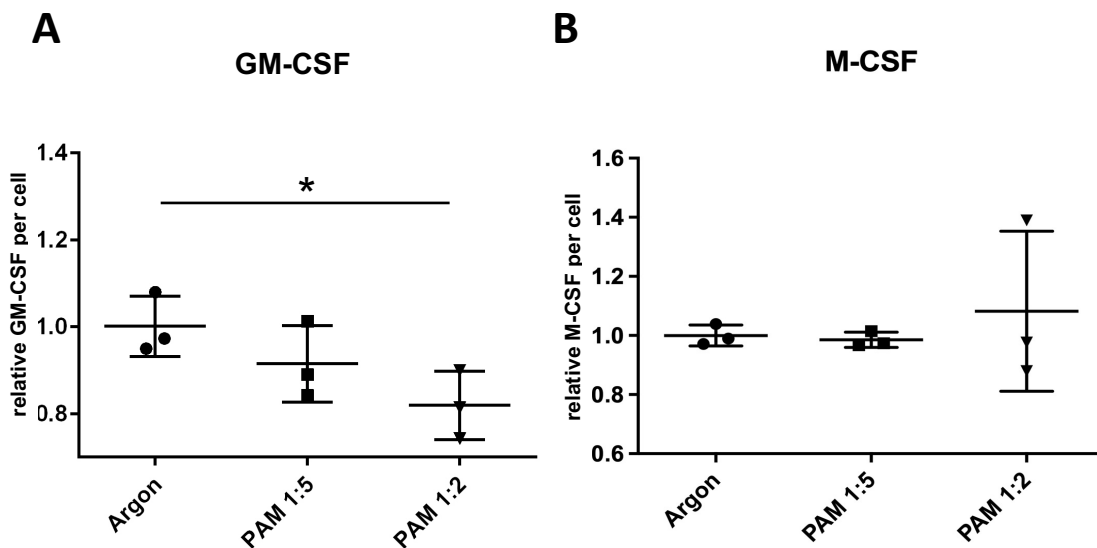 A
GM-CSF
relative GM-CSF per cell
1.4
1.2
1.0
0.8
*
Argon
PAM 1:5
PAM 1:2
B
M-CSF
relative M-CSF per cell
1.6
1.4
1.2
1.0
0.8
0.6
Argon
PAM 1:5
PAM 1:2